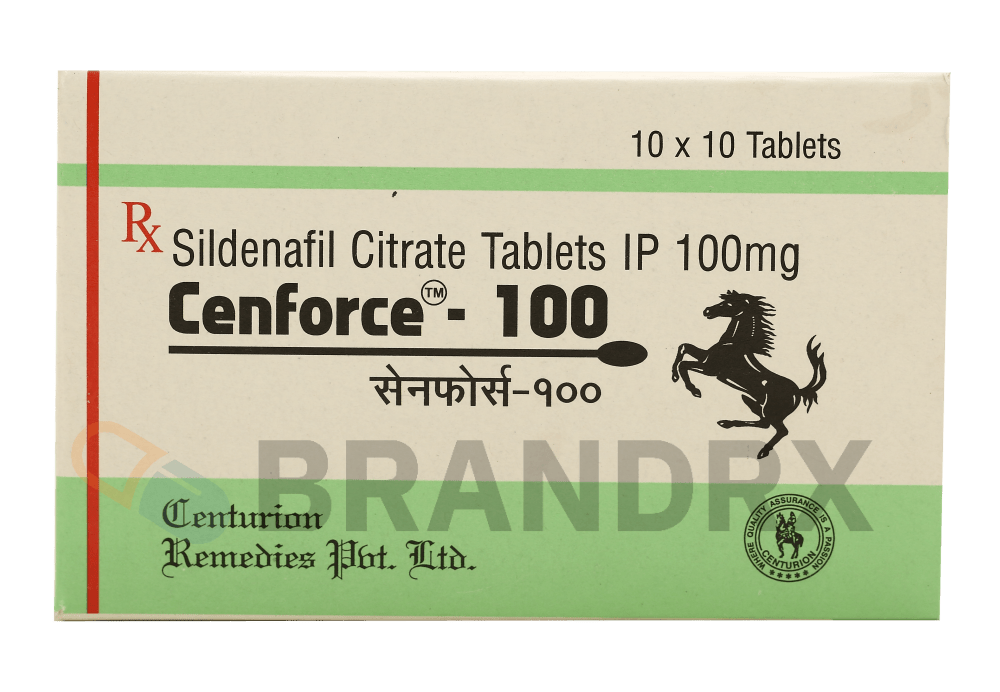 10 x 10 Tablets
Rx Sildenafil Citrate Tablets IP 100mg
Cenforce™- 100
सेनफोर्स-१००
BRANDRX
Centurion
Remedies Pvt. Ltd.
WHERE QUALITY ASSURANCE IS A PASSION
CENTURION